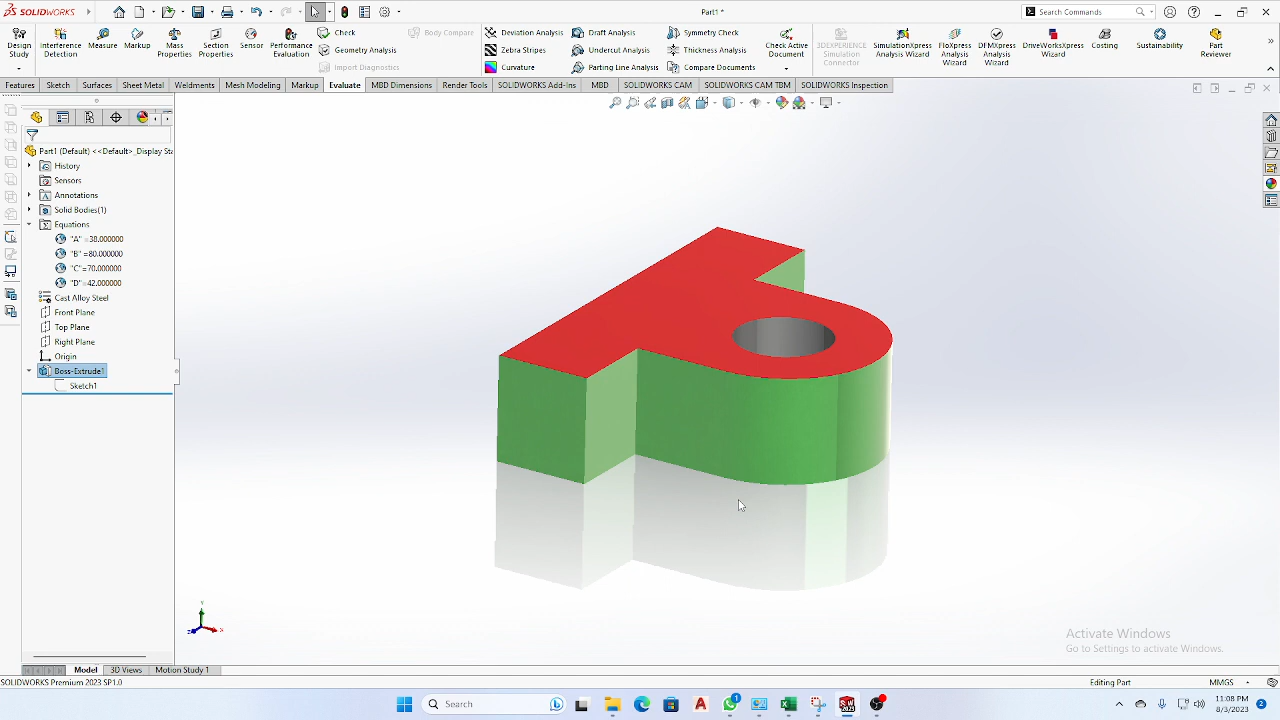 SOLIDWORKS
Part1 *
Search Commands
Design Study
Interference Detection
Measure
Markup
Mass Properties
Section Properties
Sensor
Performance Evaluation
Check
Geometry Analysis
Import Diagnostics
Body Compare
Deviation Analysis
Zebra Stripes
Curvature
Draft Analysis
Undercut Analysis
Parting Line Analysis
Symmetry Check
Thickness Analysis
Compare Documents
Check Active Document
3DEXPERIENCE Simulation Connector
SimulationXpress Analysis Wizard
FloXpress Analysis Wizard
DFMXpress Analysis Wizard
DriveWorksXpress Wizard
Costing
Sustainability
Part Reviewer
Features Sketch Surfaces Sheet Metal Weldments Mesh Modeling Markup Evaluate MBD Dimensions Render Tools SOLIDWORKS Add-Ins MBD SOLIDWORKS CAM SOLIDWORKS CAM TBM SOLIDWORKS Inspection
Part1 (Default) <<Default>_Display Sta
History
Sensors
Annotations
Solid Bodies(1)
Equations
"A" =38.000000
"B" =80.000000
"C" =70.000000
"D" =42.000000
Cast Alloy Steel
Front Plane
Top Plane
Right Plane
Origin
Boss-Extrude1
Sketch1
Y
X
Z
Activate Windows
Go to Settings to activate Windows.
Model 3D Views Motion Study 1
SOLIDWORKS Premium 2023 SP1.0
Editing Part
MMGS
Search
1
11:08 PM
8/3/2023
2